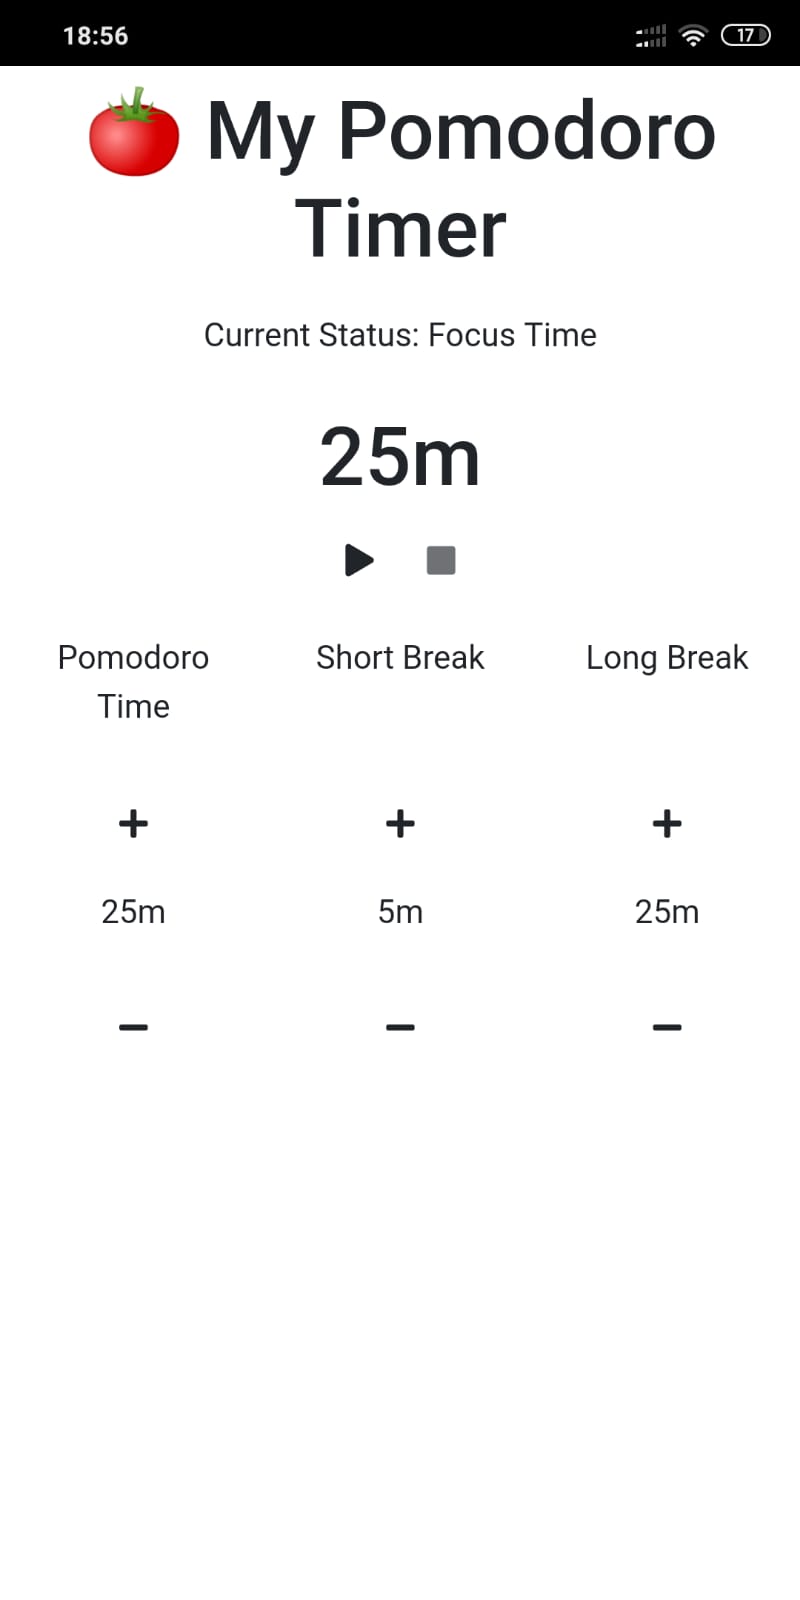 18:56
17
🍅 My Pomodoro
Timer
Current Status: Focus Time
25m
Pomodoro Short Break Long Break
Time
+ + +
25m 5m 25m
− − −